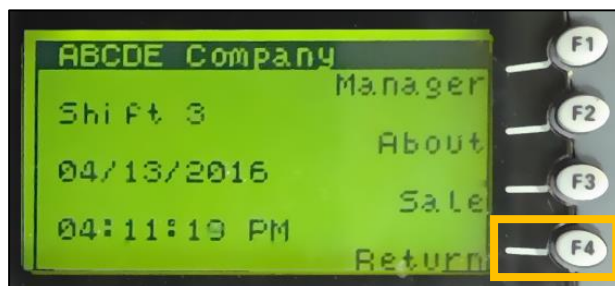 ABCDE Company
Manager
F1
Shift 3
About
F2
04/13/2016
Sale
F3
04:11:19 PM
Return
F4